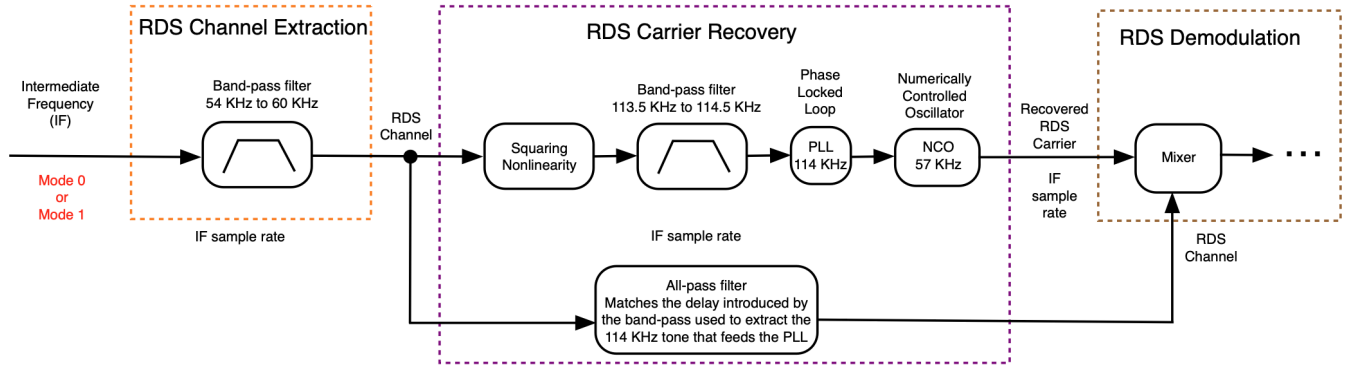 RDS Channel Extraction
RDS Carrier Recovery
RDS Demodulation
Intermediate
Frequency
(IF)
Mode 0
or
Mode 1
Band-pass filter
54 KHz to 60 KHz
IF sample rate
RDS
Channel
Squaring
Nonlinearity
Band-pass filter
113.5 KHz to 114.5 KHz
IF sample rate
Phase
Locked
Loop
PLL
114 KHz
Numerically
Controlled
Oscillator
NCO
57 KHz
Recovered
RDS
Carrier
IF
sample
rate
Mixer
...
RDS
Channel
All-pass filter
Matches the delay introduced by
the band-pass used to extract the
114 KHz tone that feeds the PLL